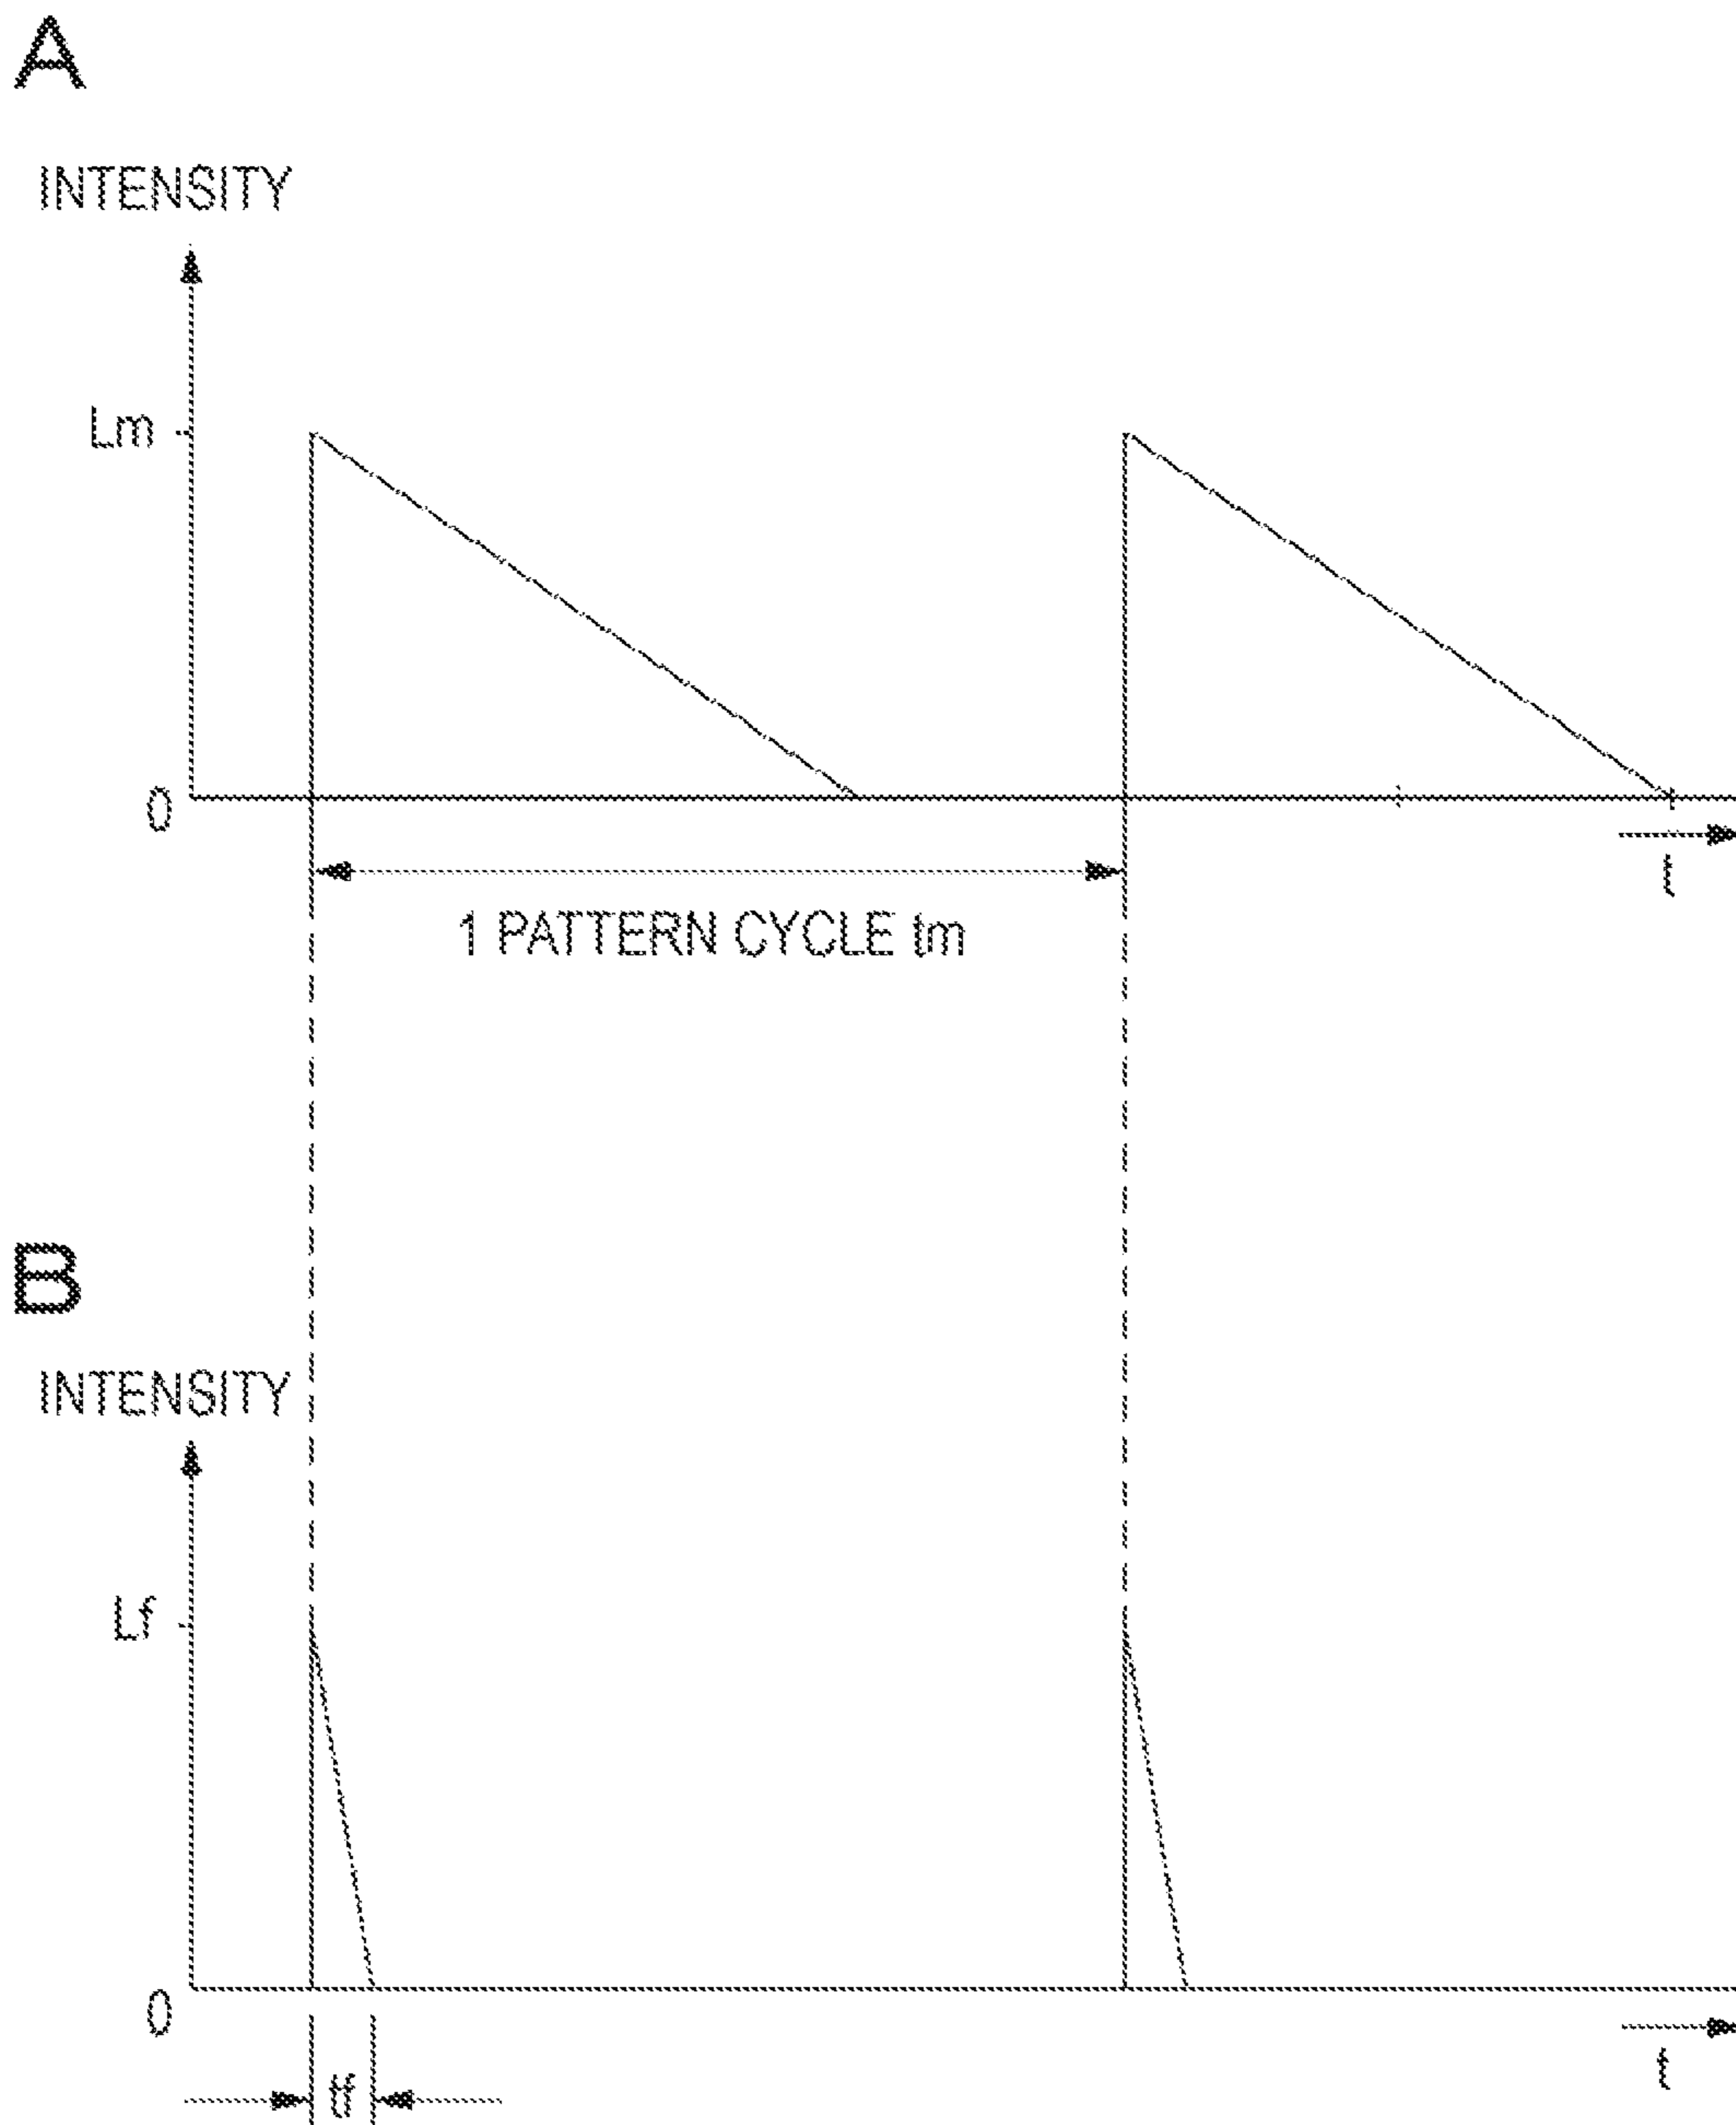 A
INTENSITY
Lm
0
t
1 PATTERN CYCLE tm
B
INTENSITY
Lf
0
t
tf